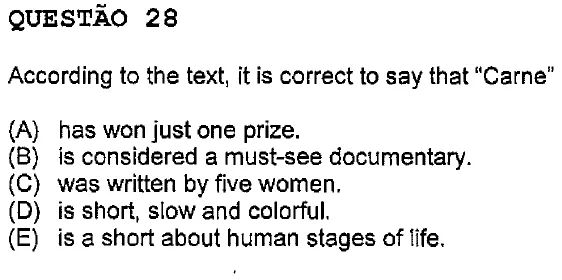 QUESTÃO 28
According to the text, it is correct to say that “Carne”
(A) has won just one prize.
(B) is considered a must-see documentary.
(C) was written by five women.
(D) is short, slow and colorful.
(E) is a short about human stages of life.